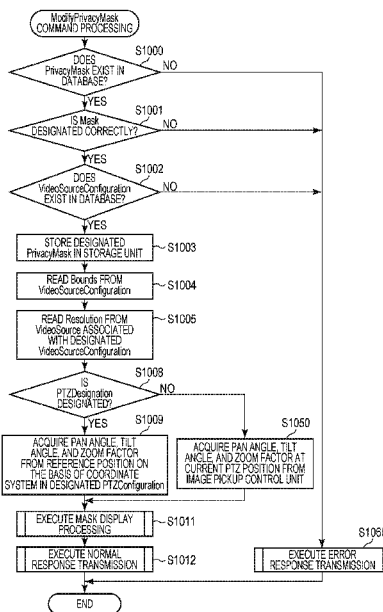 ModifyPrivacyMask
COMMAND PROCESSING
S1000
DOES
PrivacyMask EXIST IN
DATABASE?
NO
YES
S1001
IS Mask
DESIGNATED CORRECTLY?
NO
YES
S1002
DOES
VideoSourceConfiguration
EXIST IN DATABASE?
NO
YES
STORE DESIGNATED
PrivacyMask IN STORAGE UNIT
S1003
READ Bounds FROM
VideoSourceConfiguration
S1004
READ Resolution FROM
VideoSource ASSOCIATED
WITH DESIGNATED
VideoSourceConfiguration
S1005
S1008
IS
PTZDesignation
DESIGNATED?
NO
YES
S1009
ACQUIRE PAN ANGLE, TILT
ANGLE, AND ZOOM FACTOR
FROM REFERENCE POSITION ON
THE BASIS OF COORDINATE
SYSTEM IN DESIGNATED PTZConfiguration
S1050
ACQUIRE PAN ANGLE, TILT
ANGLE, AND ZOOM FACTOR AT
CURRENT PTZ POSITION FROM
IMAGE PICKUP CONTROL UNIT
EXECUTE MASK DISPLAY
PROCESSING
S1011
EXECUTE NORMAL
RESPONSE TRANSMISSION
S1012
S1065
EXECUTE ERROR
RESPONSE TRANSMISSION
END